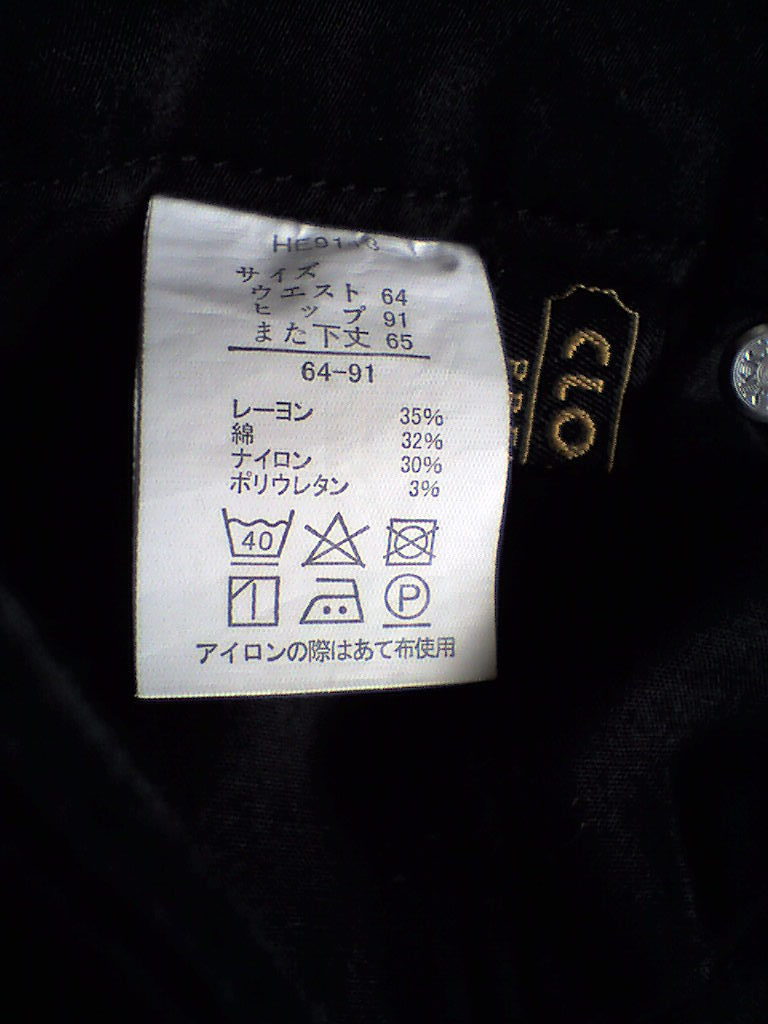 サイズ
ウエスト 64
ヒップ 91
また下丈 65
64-91
レーヨン 35%
綿 32%
ナイロン 30%
ポリウレタン 3%
40
P
アイロンの際はあて布使用
CLO